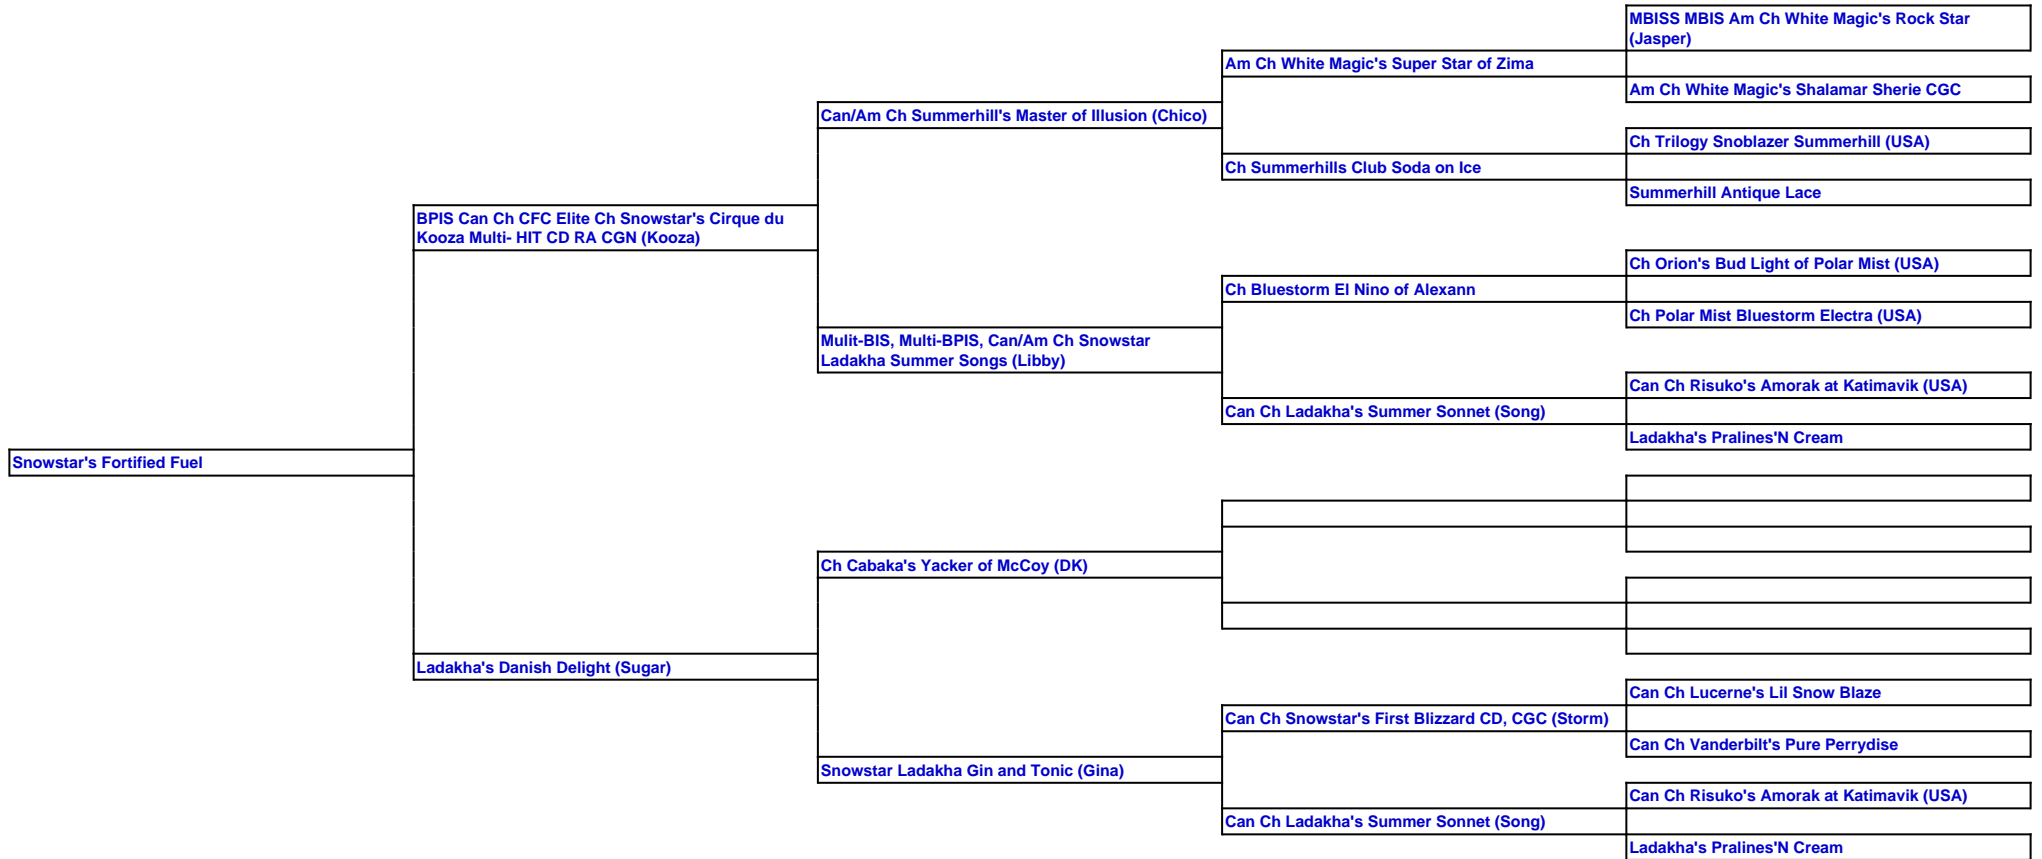 MBISS MBIS Am Ch White Magic's Rock Star
(Jasper)
Am Ch White Magic's Super Star of Zima
Am Ch White Magic's Shalamar Sherie CGC
Can/Am Ch Summerhill's Master of Illusion (Chico)
Ch Trilogy Snoblazer Summerhill (USA)
Ch Summerhills Club Soda on Ice
Summerhill Antique Lace
BPIS Can Ch CFC Elite Ch Snowstar's Cirque du
Kooza Multi- HIT CD RA CGN (Kooza)
Ch Orion's Bud Light of Polar Mist (USA)
Ch Bluestorm El Nino of Alexann
Ch Polar Mist Bluestorm Electra (USA)
Mulit-BIS, Multi-BPIS, Can/Am Ch Snowstar
Ladakha Summer Songs (Libby)
Can Ch Risuko's Amorak at Katimavik (USA)
Can Ch Ladakha's Summer Sonnet (Song)
Ladakha's Pralines'N Cream
Snowstar's Fortified Fuel
Ch Cabaka's Yacker of McCoy (DK)
Ladakha's Danish Delight (Sugar)
Can Ch Lucerne's Lil Snow Blaze
Can Ch Snowstar's First Blizzard CD, CGC (Storm)
Can Ch Vanderbilt's Pure Perrydise
Snowstar Ladakha Gin and Tonic (Gina)
Can Ch Risuko's Amorak at Katimavik (USA)
Can Ch Ladakha's Summer Sonnet (Song)
Ladakha's Pralines'N Cream